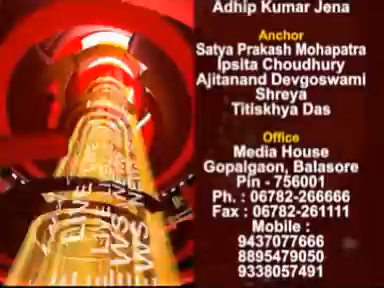 Adhip Kumar Jena
Anchor
Satya Prakash Mohapatra
Ipsita Choudhury
Ajitanand Devgoswami
Shreya
Titiskhya Das
Office
Media House
Gopalgaon, Balasore
Pin - 756001
Ph. : 06782-266666
Fax : 06782-261111
Mobile :
9437077666
8895479050
9338057491